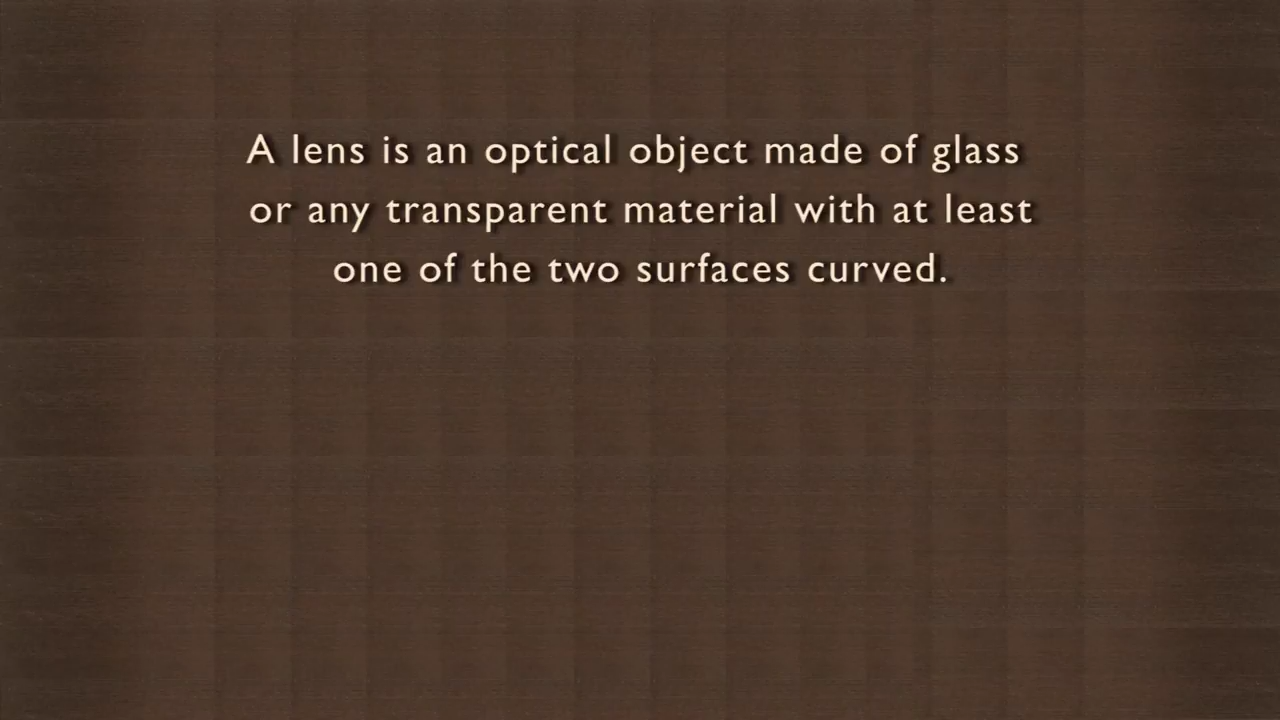 A lens is an optical object made of glass
or any transparent material with at least
one of the two surfaces curved.